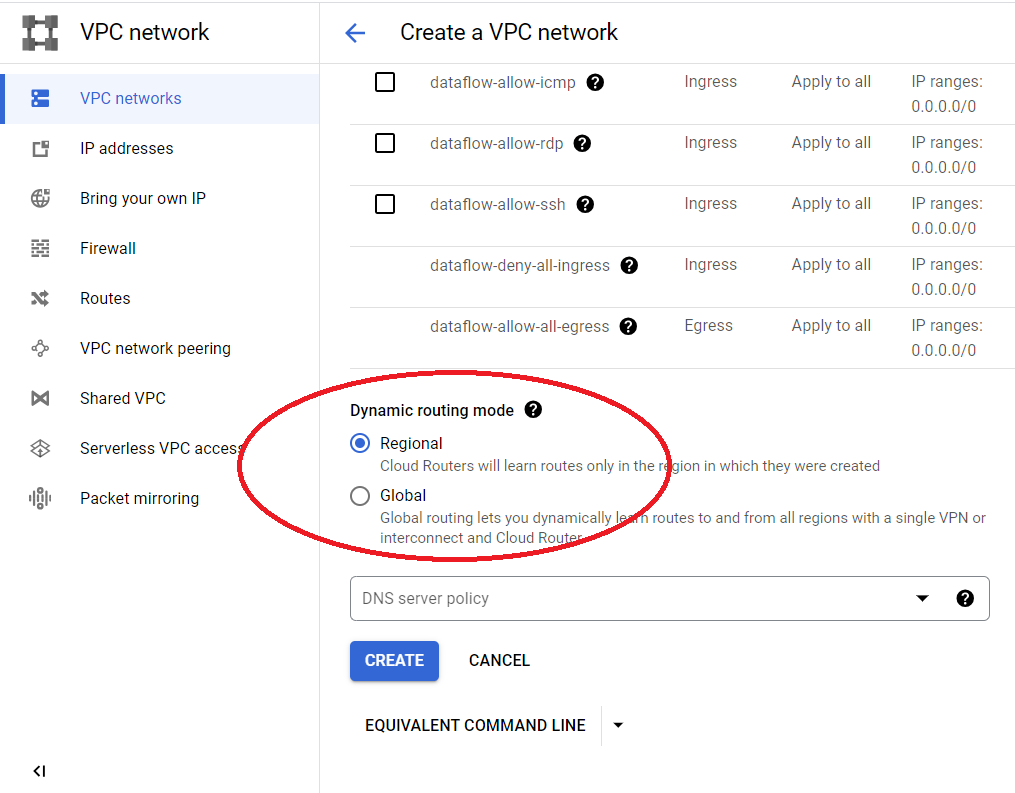 VPC network
Create a VPC network
VPC networks
IP addresses
Bring your own IP
Firewall
Routes
VPC network peering
Shared VPC
Serverless VPC access
Packet mirroring
dataflow-allow-icmp ? Ingress Apply to all IP ranges:
0.0.0.0/0
dataflow-allow-rdp ? Ingress Apply to all IP ranges:
0.0.0.0/0
dataflow-allow-ssh ? Ingress Apply to all IP ranges:
0.0.0.0/0
dataflow-deny-all-ingress ? Ingress Apply to all IP ranges:
0.0.0.0/0
dataflow-allow-all-egress ? Egress Apply to all IP ranges:
0.0.0.0/0
Dynamic routing mode ?
Regional
Cloud Routers will learn routes only in the region in which they were created
Global
Global routing lets you dynamically learn routes to and from all regions with a single VPN or
interconnect and Cloud Router
DNS server policy ?
CREATE CANCEL
EQUIVALENT COMMAND LINE